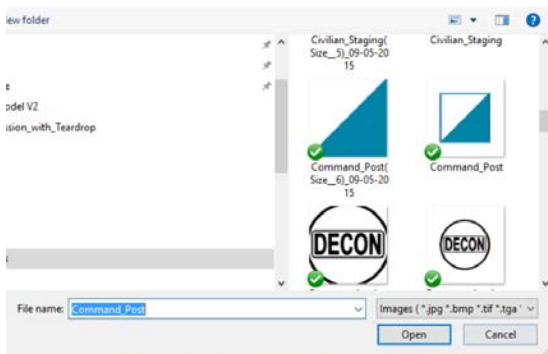 ew folder
Civilian_Staging(
Size__5)_09-05-20
15
Civilian_Staging
odel V2
ssion_with_Teardrop
Command_Post(
Size__6)_09-05-20
15
Command_Post
DECON
DECON
File name: Command_Post
Images ( *.jpg *.bmp *.tif *.tga '
Open
Cancel